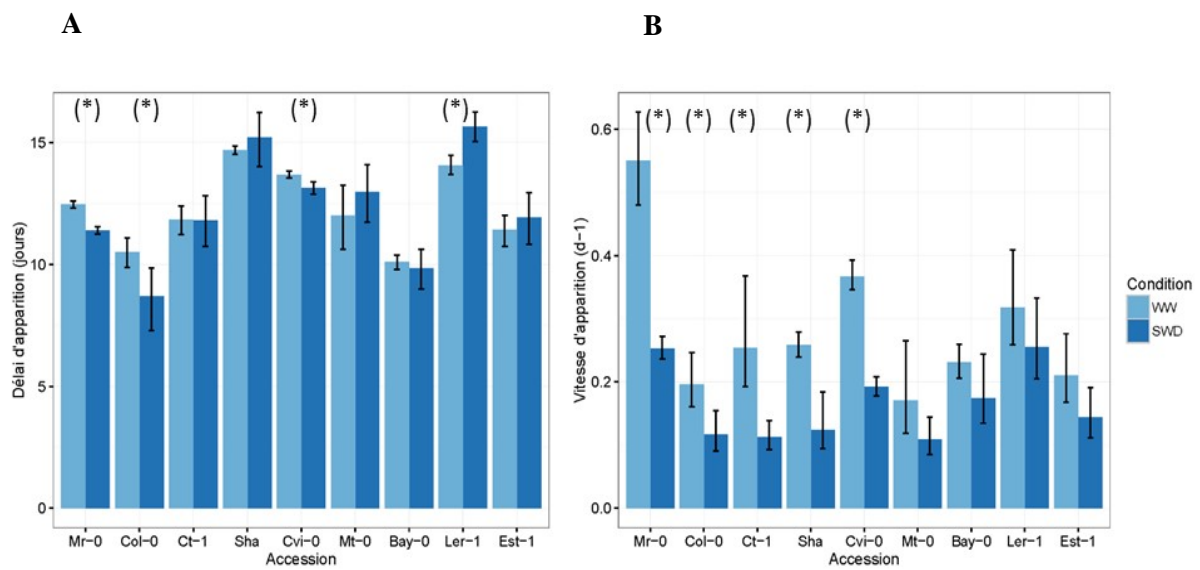 A
B
(*) (*) (*) (*)
(*) (*) (*) (*) (*)
Délai d'apparition (jours)
15
10
5
0
Mr-0 Col-0 Ct-1 Sha Cvi-0 Mt-0 Bay-0 Ler-1 Est-1
Accession
Vitesse d'apparition (d-1)
0.6
0.4
0.2
0.0
Mr-0 Col-0 Ct-1 Sha Cvi-0 Mt-0 Bay-0 Ler-1 Est-1
Accession
Condition
WW
SWD